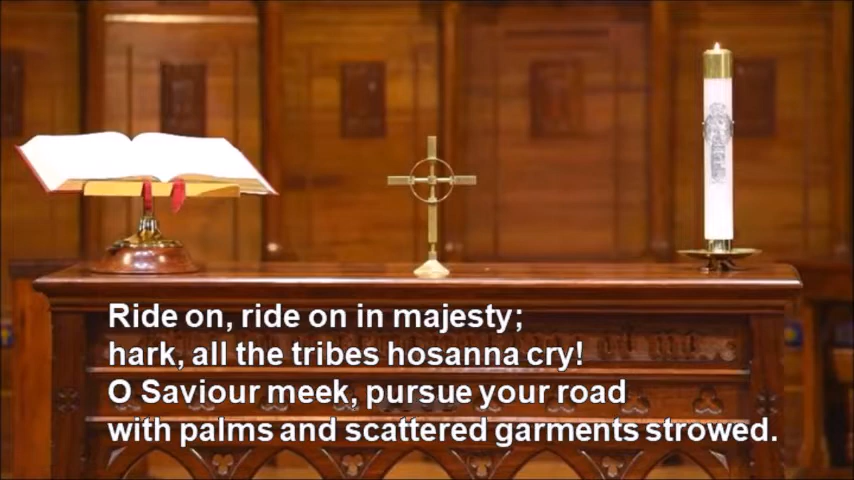 Ride on, ride on in majesty;
hark, all the tribes hosanna cry!
O Saviour meek, pursue your road
with palms and scattered garments strowed.